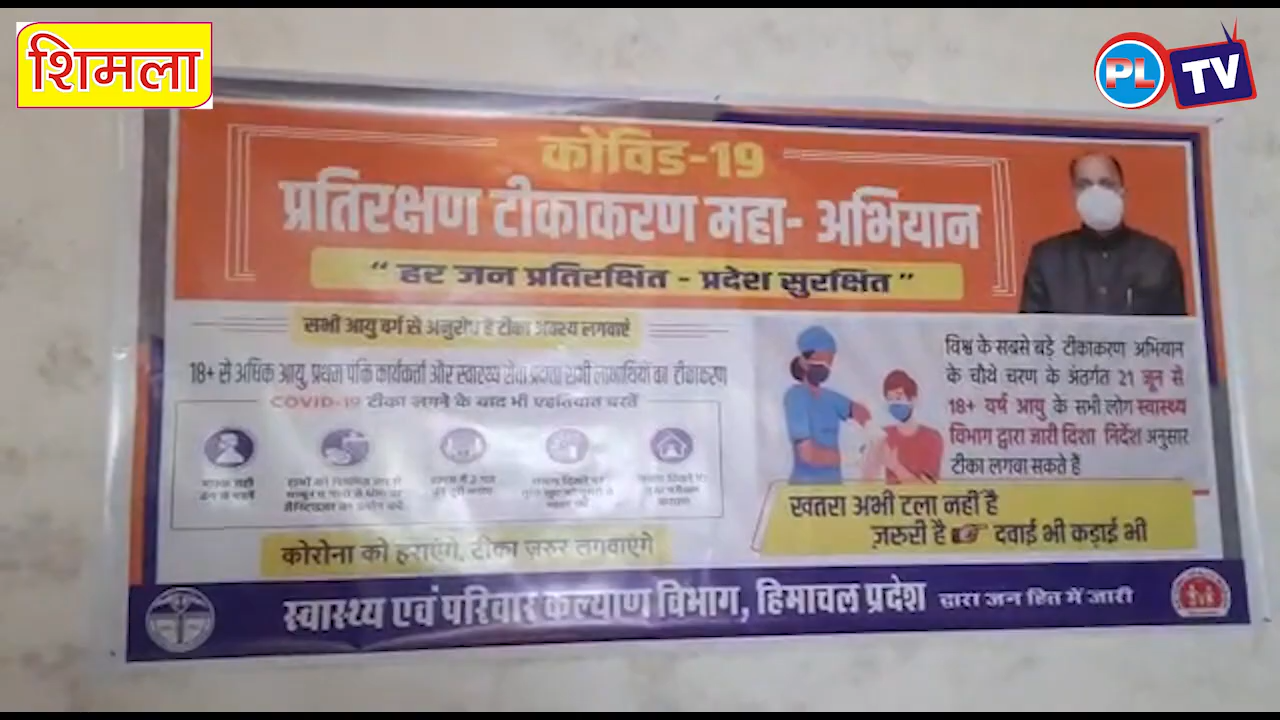 शिमला
PL TV
कोविड-19
प्रतिरक्षण टीकाकरण महा- अभियान
“ हर जन प्रतिरक्षित - प्रदेश सुरक्षित ”
सभी आयु वर्ग से अनुरोध है टीका अवश्य लगवाएं
18+ से अधिक आयु, प्रथम पंक्ति कार्यकर्ता और स्वास्थ्य सेवा प्रदाता सभी लाभार्थियों का टीकाकरण
COVID-19 टीका लगने के बाद भी एहतियात बरतें
कोरोना को हराएंगे, टीका ज़रुर लगवाएंगे
विश्व के सबसे बड़े टीकाकरण अभियान
के चौथे चरण के अंतर्गत 21 जून से
18+ वर्ष आयु के सभी लोग स्वास्थ्य
विभाग द्वारा जारी दिशा निर्देश अनुसार
टीका लगवा सकते हैं
खतरा अभी टला नहीं है
ज़रुरी है दवाई भी कड़ाई भी
स्वास्थ्य एवं परिवार कल्याण विभाग, हिमाचल प्रदेश द्वारा जन हित में जारी